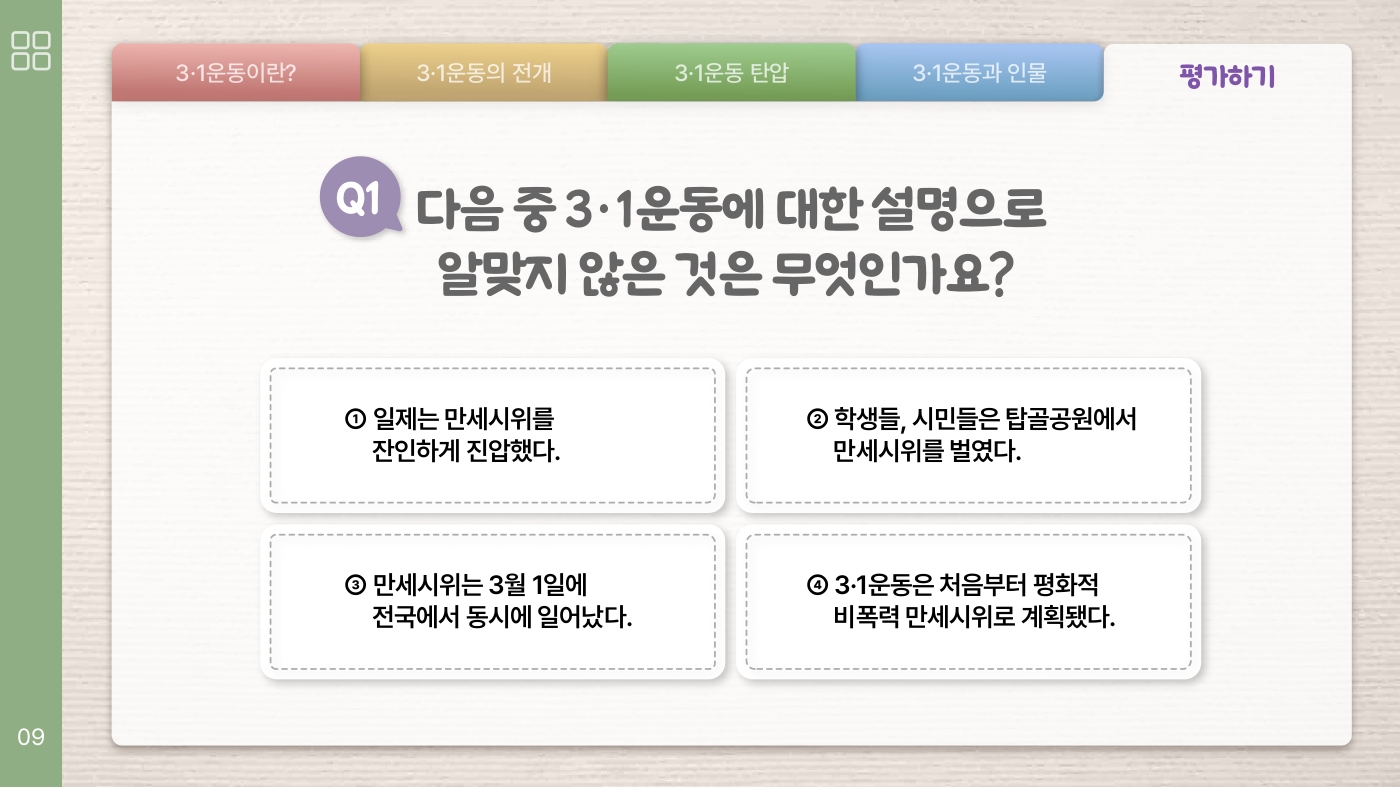 3·1운동이란?
3·1운동의 전개
3·1운동 탄압
3·1운동과 인물
평가하기
Q1
다음 중 3·1운동에 대한 설명으로
알맞지 않은 것은 무엇인가요?
① 일제는 만세시위를
잔인하게 진압했다.
② 학생들, 시민들은 탑골공원에서
만세시위를 벌였다.
③ 만세시위는 3월 1일에
전국에서 동시에 일어났다.
④ 3·1운동은 처음부터 평화적
비폭력 만세시위로 계획됐다.
09